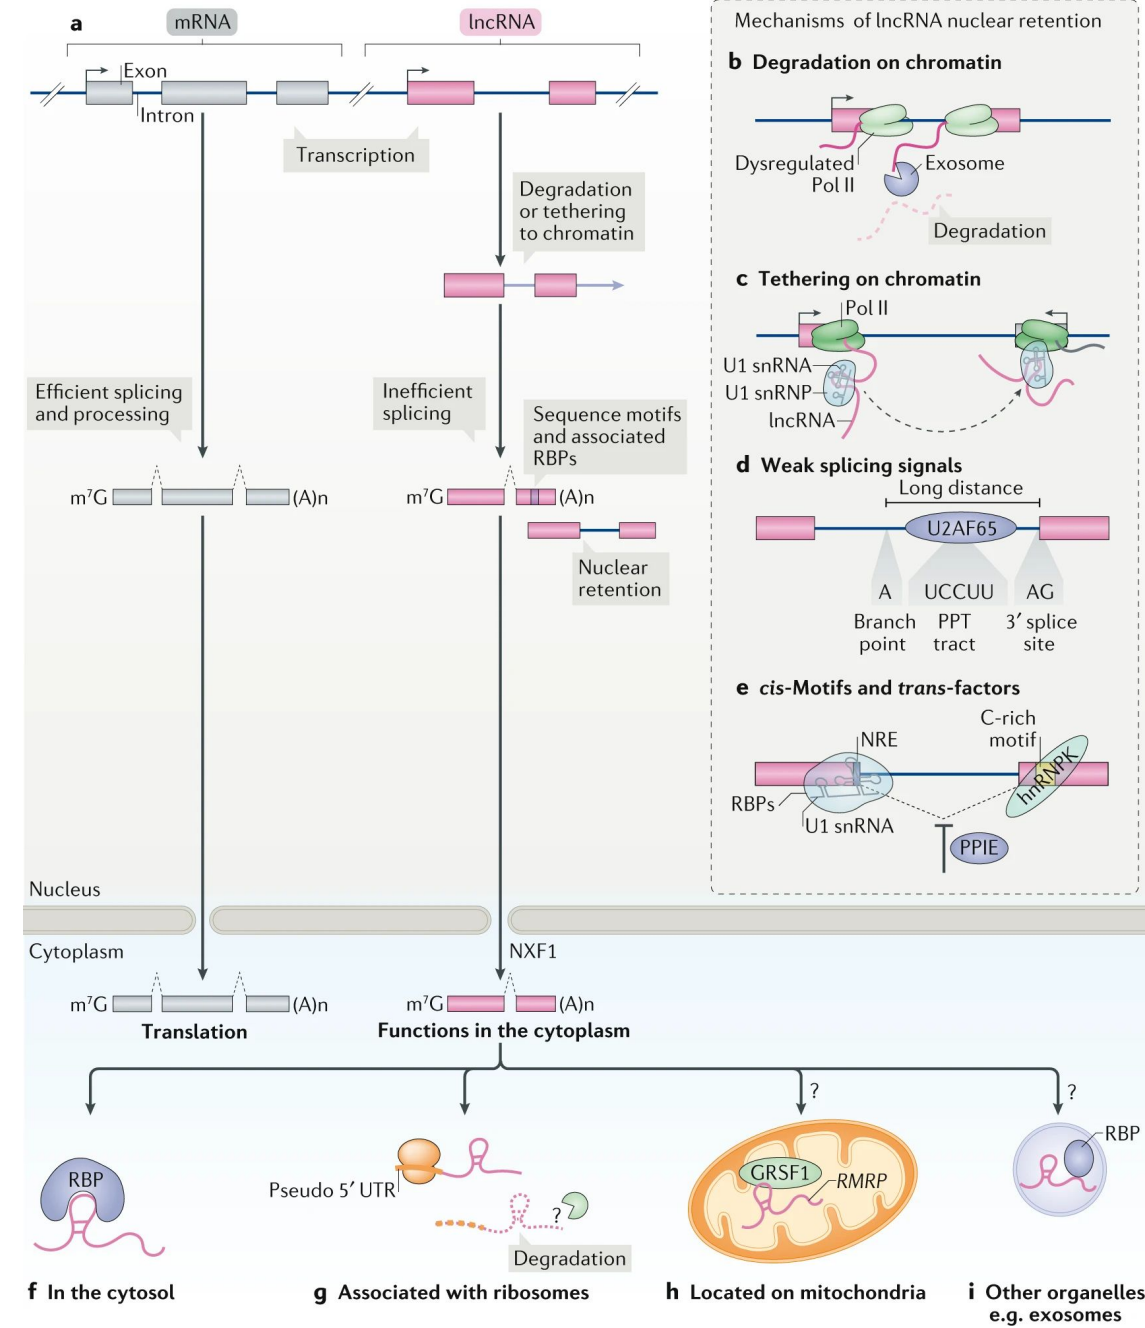 a
mRNA
lncRNA
Exon
Intron
Transcription
Degradation
or tethering
to chromatin
Efficient splicing
and processing
Inefficient
splicing
Sequence motifs
and associated
RBPs
m⁷G
(A)n
m⁷G
(A)n
Nuclear
retention
Nucleus
Cytoplasm
NXF1
m⁷G
(A)n
Translation
m⁷G
(A)n
Functions in the cytoplasm
Mechanisms of lncRNA nuclear retention
b Degradation on chromatin
Dysregulated
Pol II
Exosome
Degradation
c Tethering on chromatin
Pol II
U1 snRNA
U1 snRNP
lncRNA
d Weak splicing signals
Long distance
U2AF65
A
UCCUU
AG
Branch
point
PPT
tract
3′ splice
site
e cis-Motifs and trans-factors
C-rich
motif
NRE
hnRNPK
RBPs
U1 snRNA
PPIE
?
?
RBP
Pseudo 5′ UTR
?
Degradation
GRSF1
RMRP
RBP
f In the cytosol
g Associated with ribosomes
h Located on mitochondria
i Other organelles
e.g. exosomes